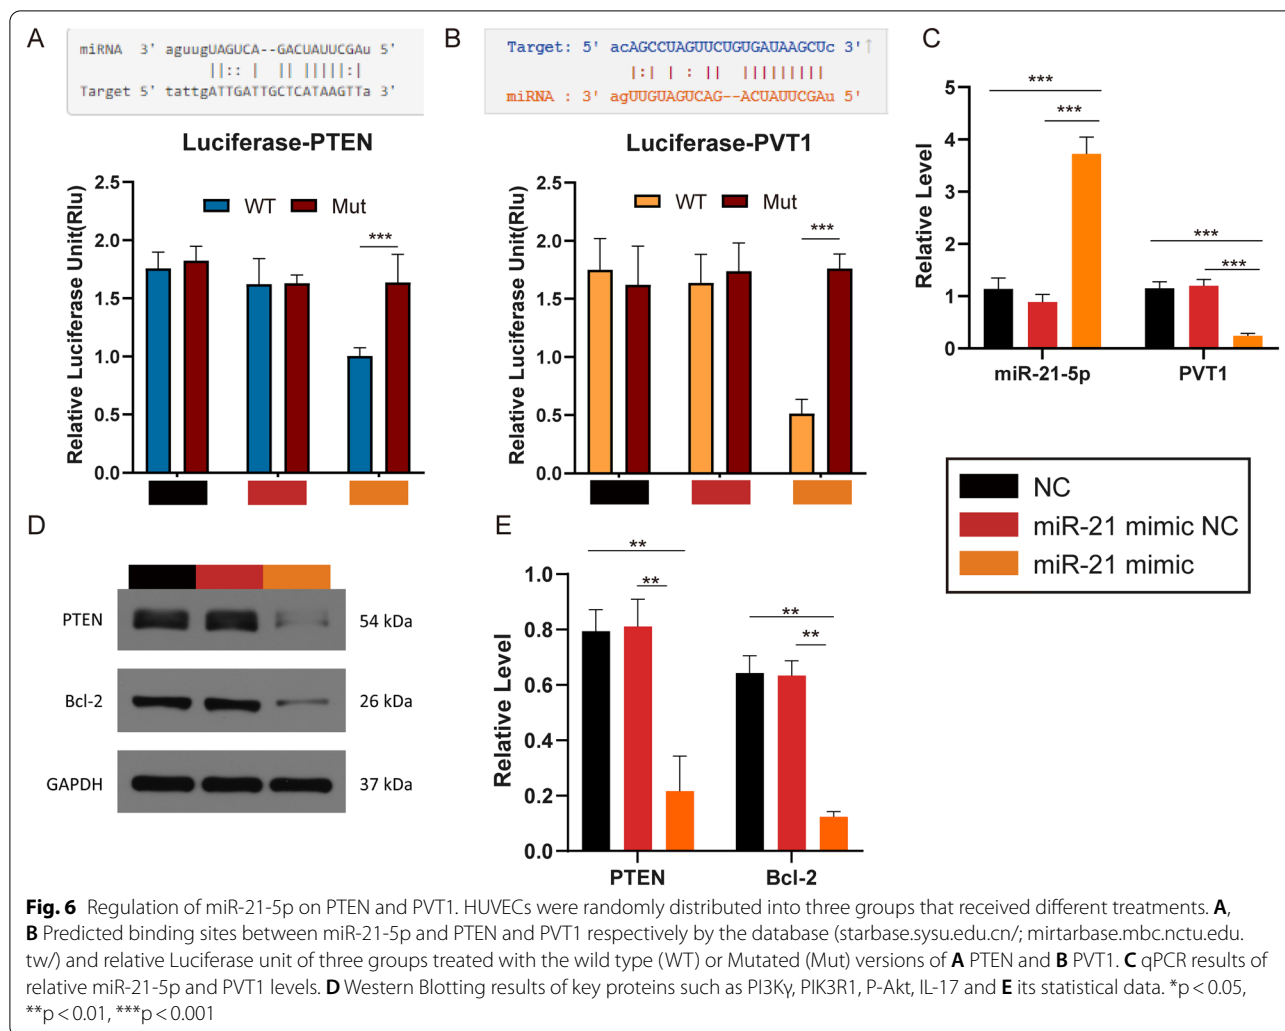 A
miRNA 3' aguugUAGUCA--GACUAUUCGAu 5'
||:: | || |||||:|
Target 5' tattgATTGATTGCTCATAAGTTa 3'
Luciferase-PTEN
Relative Luciferase Unit(Rlu)
2.5
2.0
1.5
1.0
0.5
0.0
WT Mut
***
B
Target: 5' acAGCCUAGUUCUGUGAUAAGCUc 3' ↑
|:| | : || |||||||||
miRNA : 3' agUUGUAGUCAG--ACUAUUCGAu 5'
Luciferase-PVT1
Relative Luciferase Unit(Rlu)
2.5
2.0
1.5
1.0
0.5
0.0
WT Mut
***
C
Relative Level
5
4
3
2
1
0
***
***
***
***
miR-21-5p PVT1
NC
miR-21 mimic NC
miR-21 mimic
D
PTEN 54 kDa
Bcl-2 26 kDa
GAPDH 37 kDa
E
Relative Level
1.0
0.8
0.6
0.4
0.2
0.0
**
**
**
**
PTEN Bcl-2
Fig. 6 Regulation of miR-21-5p on PTEN and PVT1. HUVECs were randomly distributed into three groups that received different treatments. A,
B Predicted binding sites between miR-21-5p and PTEN and PVT1 respectively by the database (starbase.sysu.edu.cn/; mirtarbase.mbc.nctu.edu.
tw/) and relative Luciferase unit of three groups treated with the wild type (WT) or Mutated (Mut) versions of A PTEN and B PVT1. C qPCR results of
relative miR-21-5p and PVT1 levels. D Western Blotting results of key proteins such as PI3Kγ, PIK3R1, P-Akt, IL-17 and E its statistical data. *p < 0.05,
**p < 0.01, ***p < 0.001